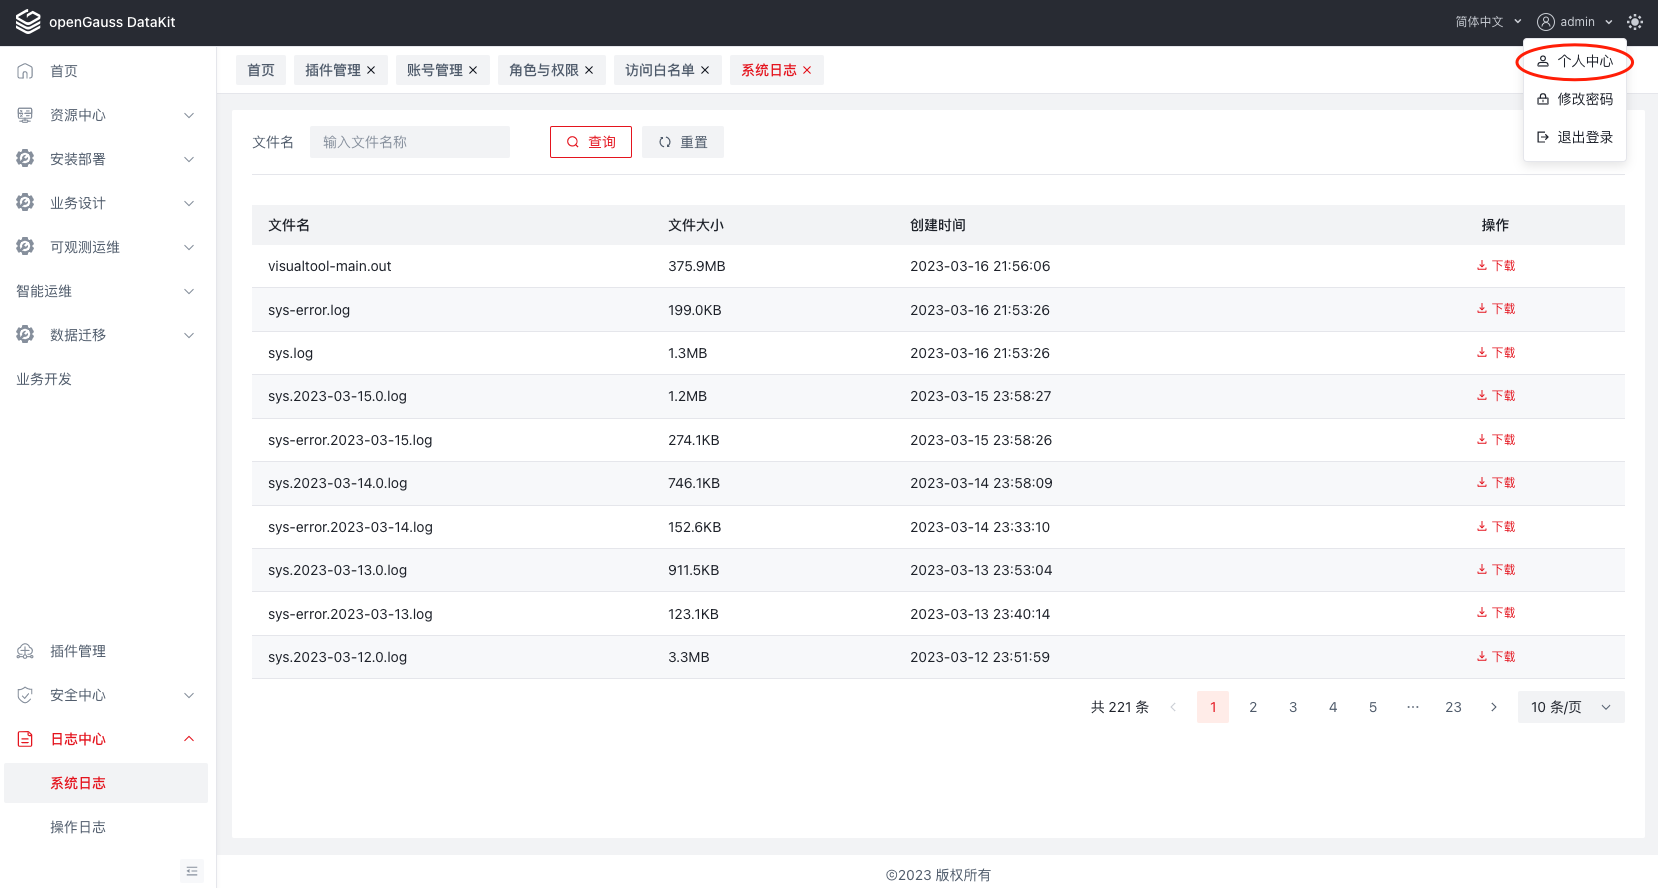 openGauss DataKit
简体中文
admin
个人中心
修改密码
退出登录
首页
资源中心
安装部署
业务设计
可观测运维
智能运维
数据迁移
业务开发
插件管理
安全中心
日志中心
系统日志
操作日志
首页 插件管理 账号管理 角色与权限 访问白名单 系统日志
文件名 输入文件名称 查询 重置
文件名 文件大小 创建时间 操作
visualtool-main.out 375.9MB 2023-03-16 21:56:06 下载
sys-error.log 199.0KB 2023-03-16 21:53:26 下载
sys.log 1.3MB 2023-03-16 21:53:26 下载
sys.2023-03-15.0.log 1.2MB 2023-03-15 23:58:27 下载
sys-error.2023-03-15.log 274.1KB 2023-03-15 23:58:26 下载
sys.2023-03-14.0.log 746.1KB 2023-03-14 23:58:09 下载
sys-error.2023-03-14.log 152.6KB 2023-03-14 23:33:10 下载
sys.2023-03-13.0.log 911.5KB 2023-03-13 23:53:04 下载
sys-error.2023-03-13.log 123.1KB 2023-03-13 23:40:14 下载
sys.2023-03-12.0.log 3.3MB 2023-03-12 23:51:59 下载
共 221 条 1 2 3 4 5 ··· 23 10 条/页
©2023 版权所有